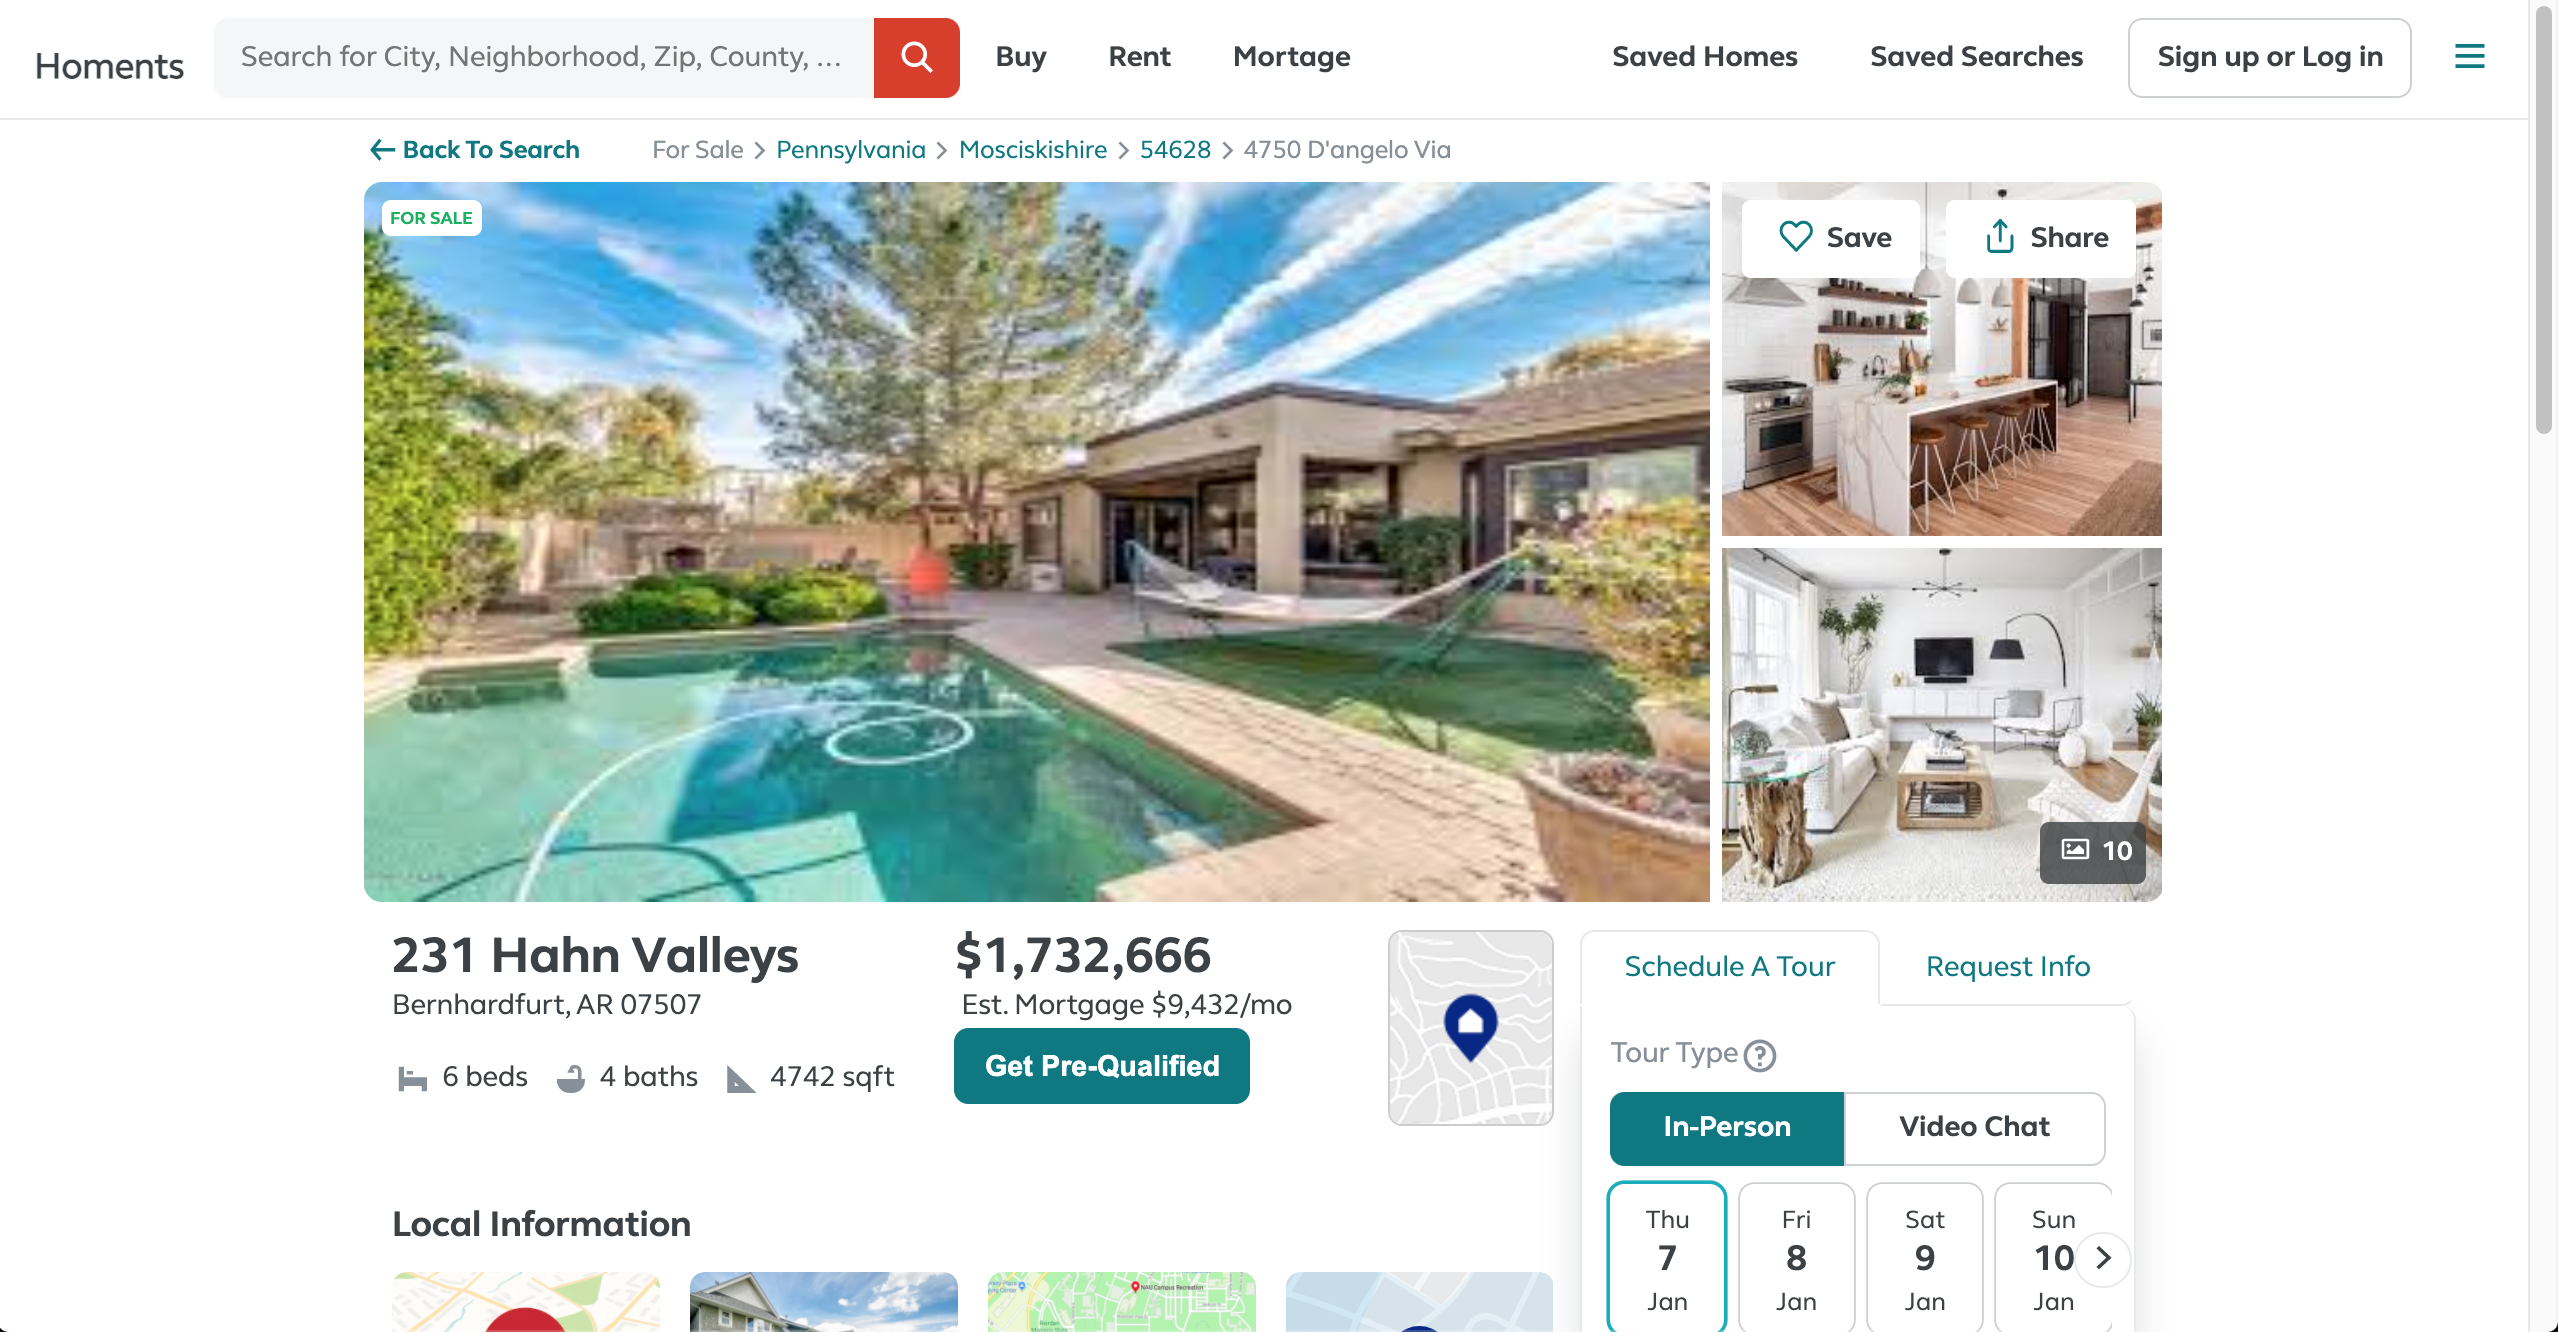 Homents
Search for City, Neighborhood, Zip, County, ...
Buy
Rent
Mortage
Saved Homes
Saved Searches
Sign up or Log in
Back To Search
For Sale > Pennsylvania > Mosciskishire > 54628 > 4750 D'angelo Via
FOR SALE
Save
Share
10
231 Hahn Valleys
Bernhardfurt, AR 07507
6 beds
4 baths
4742 sqft
$1,732,666
Est. Mortgage $9,432/mo
Get Pre-Qualified
Schedule A Tour
Request Info
Tour Type
?
In-Person
Video Chat
Thu
7
Jan
Fri
8
Jan
Sat
9
Jan
Sun
10
Jan
Local Information
NAU Campus Recreation